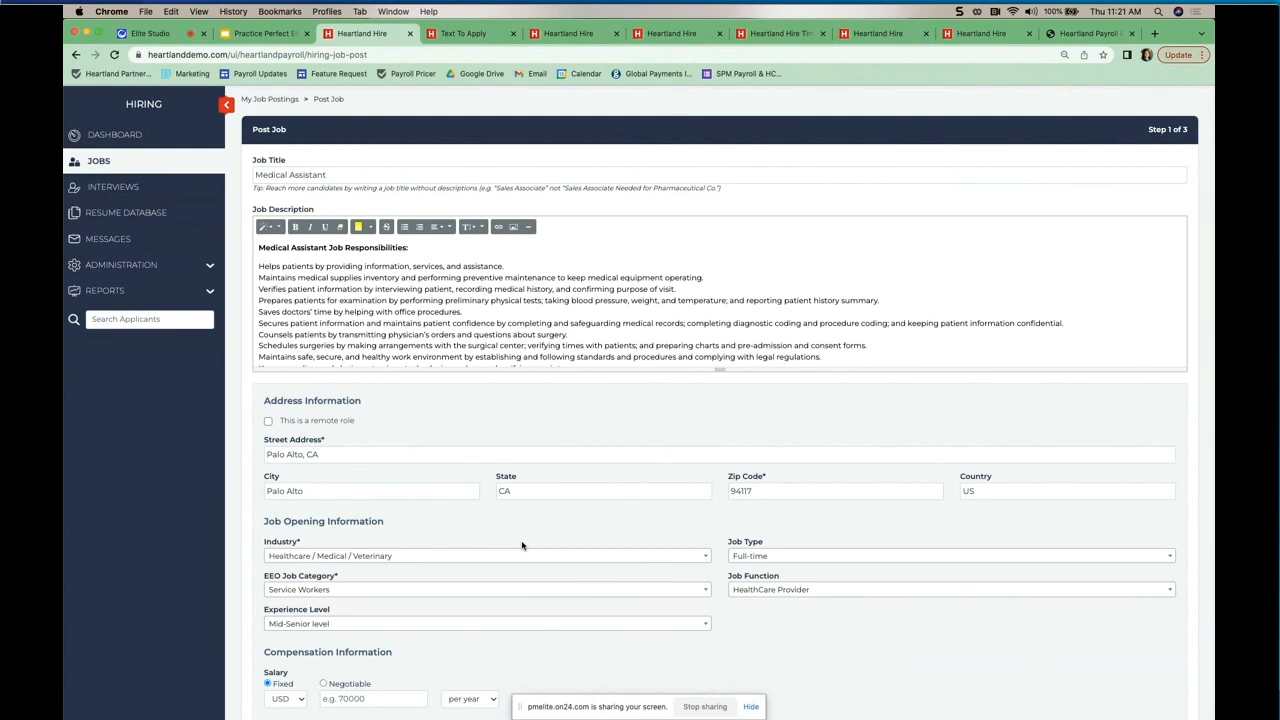 Chrome File Edit View History Bookmarks Profiles Tab Window Help
S 100% Thu 11:21 AM
Elite Studio Practice Perfect E Heartland Hire Text To Apply Heartland Hire Heartland Hire Heartland Hire Tim Heartland Hire Heartland Hire Heartland Payroll
heartlanddemo.com/ui/heartlandpayroll/hiring-job-post Update
Heartland Partner... Marketing Payroll Updates Feature Request Payroll Pricer Google Drive Email Calendar Global Payments I... SPM Payroll & HC...
HIRING
DASHBOARD
JOBS
INTERVIEWS
RESUME DATABASE
MESSAGES
ADMINISTRATION
REPORTS
Search Applicants
My Job Postings > Post Job
Post Job Step 1 of 3
Job Title
Medical Assistant
Tip: Reach more candidates by writing a job title without descriptions (e.g. "Sales Associate" not "Sales Associate Needed for Pharmaceutical Co.")
Job Description
B I U S T
Medical Assistant Job Responsibilities:
Helps patients by providing information, services, and assistance.
Maintains medical supplies inventory and performing preventive maintenance to keep medical equipment operating.
Verifies patient information by interviewing patient, recording medical history, and confirming purpose of visit.
Prepares patients for examination by performing preliminary physical tests; taking blood pressure, weight, and temperature; and reporting patient history summary.
Saves doctors' time by helping with office procedures.
Secures patient information and maintains patient confidence by completing and safeguarding medical records; completing diagnostic coding and procedure coding; and keeping patient information confidential.
Counsels patients by transmitting physician's orders and questions about surgery.
Schedules surgeries by making arrangements with the surgical center; verifying times with patients; and preparing charts and pre-admission and consent forms.
Maintains safe, secure, and healthy work environment by establishing and following standards and procedures and complying with legal regulations.
Address Information
This is a remote role
Street Address*
Palo Alto, CA
City State Zip Code* Country
Palo Alto CA 94117 US
Job Opening Information
Industry* Job Type
Healthcare / Medical / Veterinary Full-time
EEO Job Category* Job Function
Service Workers HealthCare Provider
Experience Level
Mid-Senior level
Compensation Information
Salary
Fixed Negotiable
USD e.g. 70000 per year
pmelite.on24.com is sharing your screen. Stop sharing Hide